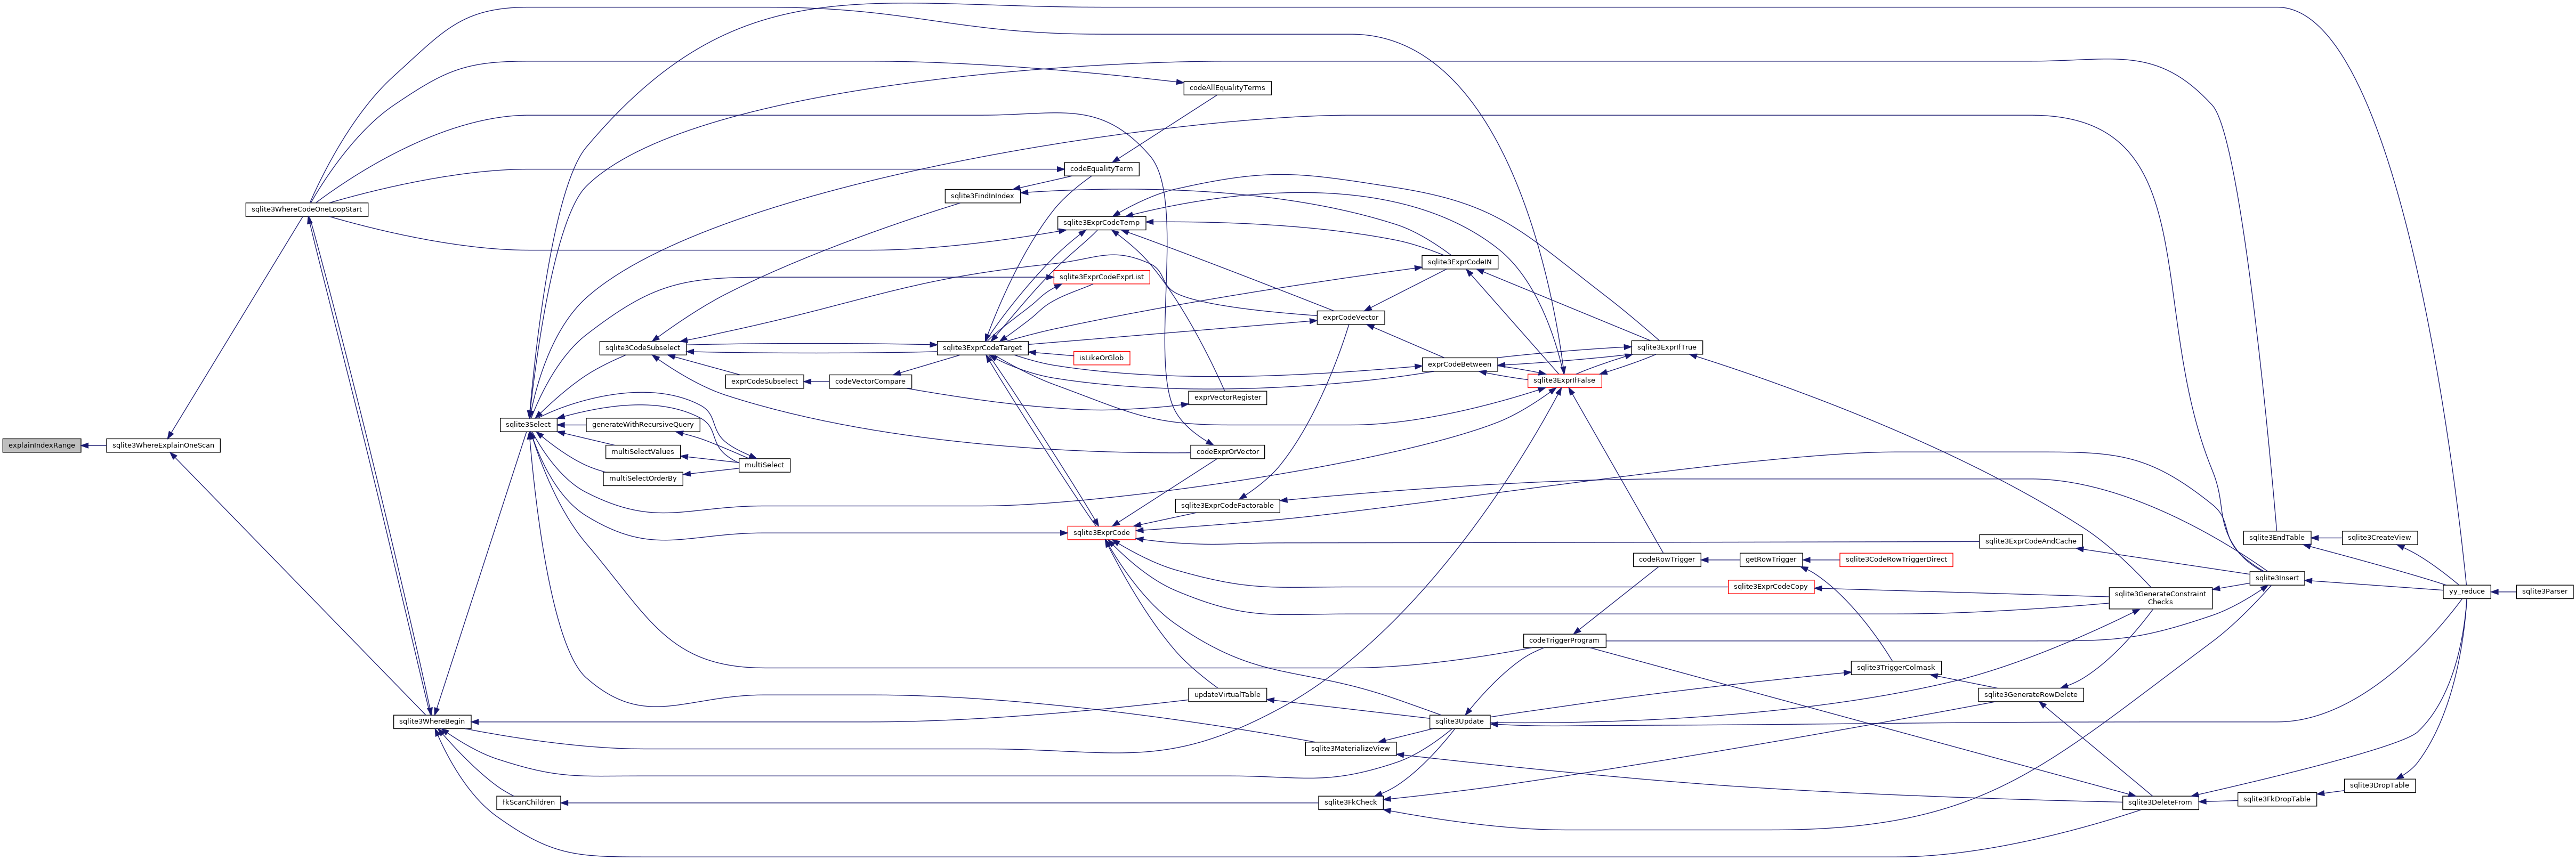 codeAllEqualityTerms
codeEqualityTerm
sqlite3FindInIndex
sqlite3WhereCodeOneLoopStart
sqlite3ExprCodeTemp
sqlite3ExprCodeIN
sqlite3ExprCodeExprList
exprCodeVector
sqlite3CodeSubselect
sqlite3ExprCodeTarget
sqlite3ExprIfTrue
isLikeOrGlob
exprCodeBetween
exprCodeSubselect
codeVectorCompare
sqlite3ExprIfFalse
exprVectorRegister
sqlite3Select
generateWithRecursiveQuery
explainIndexRange
sqlite3WhereExplainOneScan
multiSelectValues
codeExprOrVector
multiSelect
multiSelectOrderBy
sqlite3ExprCodeFactorable
sqlite3ExprCode
sqlite3ExprCodeAndCache
sqlite3EndTable
sqlite3CreateView
codeRowTrigger
getRowTrigger
sqlite3CodeRowTriggerDirect
sqlite3Insert
sqlite3ExprCodeCopy
sqlite3GenerateConstraint
Checks
yy_reduce
sqlite3Parser
codeTriggerProgram
sqlite3TriggerColmask
updateVirtualTable
sqlite3GenerateRowDelete
sqlite3WhereBegin
sqlite3Update
sqlite3MaterializeView
sqlite3DropTable
fkScanChildren
sqlite3FkCheck
sqlite3DeleteFrom
sqlite3FkDropTable